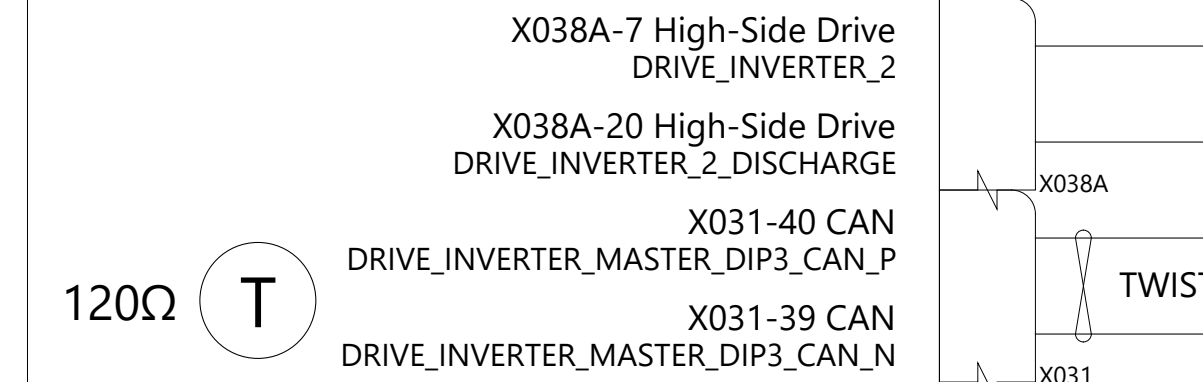 X038A-7 High-Side Drive
DRIVE_INVERTER_2
X038A-20 High-Side Drive
DRIVE_INVERTER_2_DISCHARGE
X038A
X031-40 CAN
DRIVE_INVERTER_MASTER_DIP3_CAN_P
120Ω
T
TWIST
X031-39 CAN
DRIVE_INVERTER_MASTER_DIP3_CAN_N
X031